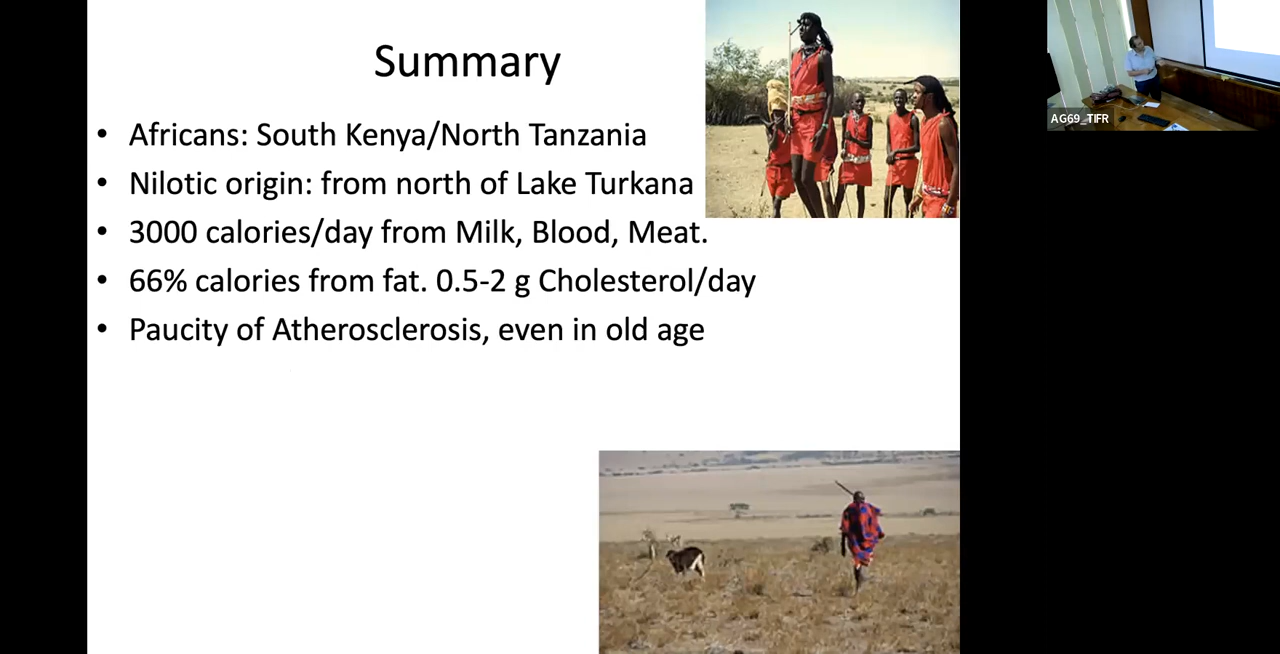 Summary
• Africans: South Kenya/North Tanzania
• Nilotic origin: from north of Lake Turkana
• 3000 calories/day from Milk, Blood, Meat.
• 66% calories from fat. 0.5-2 g Cholesterol/day
• Paucity of Atherosclerosis, even in old age
AG69_TIFR